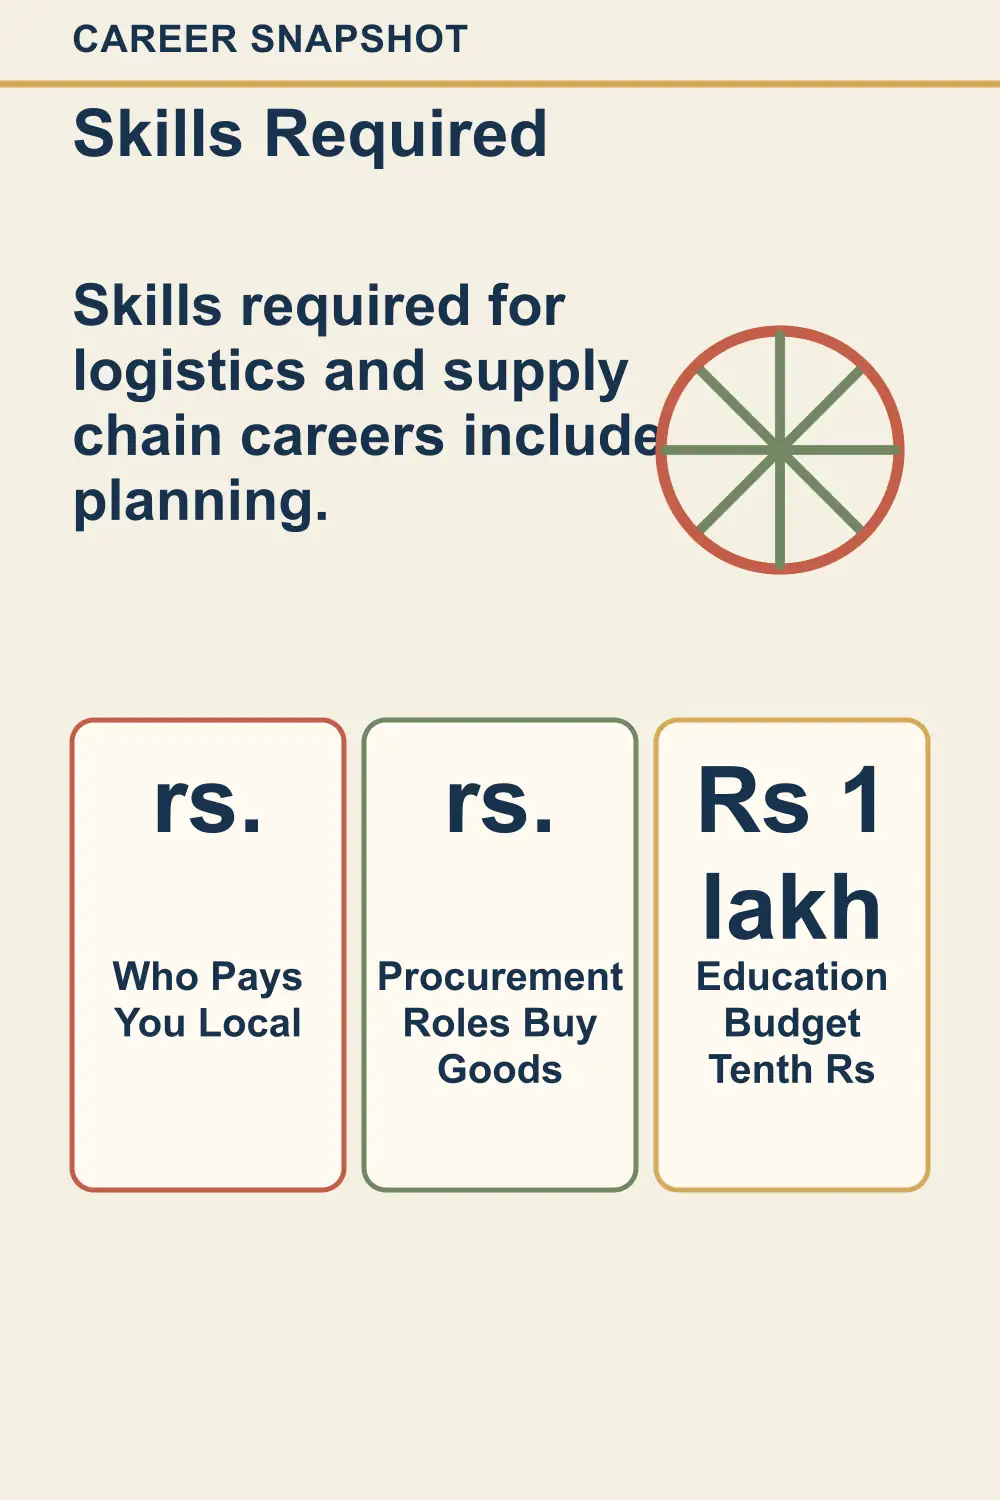 CAREER SNAPSHOT
Skills Required
Skills required for
logistics and supply
chain careers include
planning.
rs.
Who Pays
You Local
rs.
Procurement
Roles Buy
Goods
Rs 1
lakh
Education
Budget
Tenth Rs